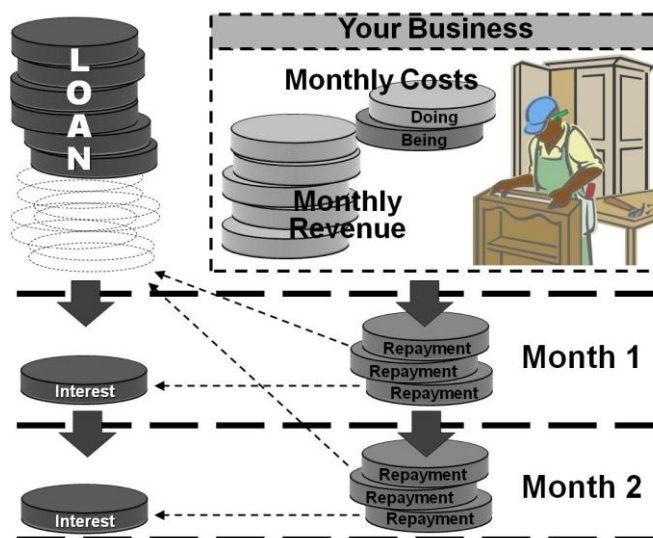 LOAN
Your Business
Monthly Costs
Doing
Being
Monthly
Revenue
Repayment
Repayment
Interest
Repayment
Month 1
Repayment
Repayment
Interest
Repayment
Month 2